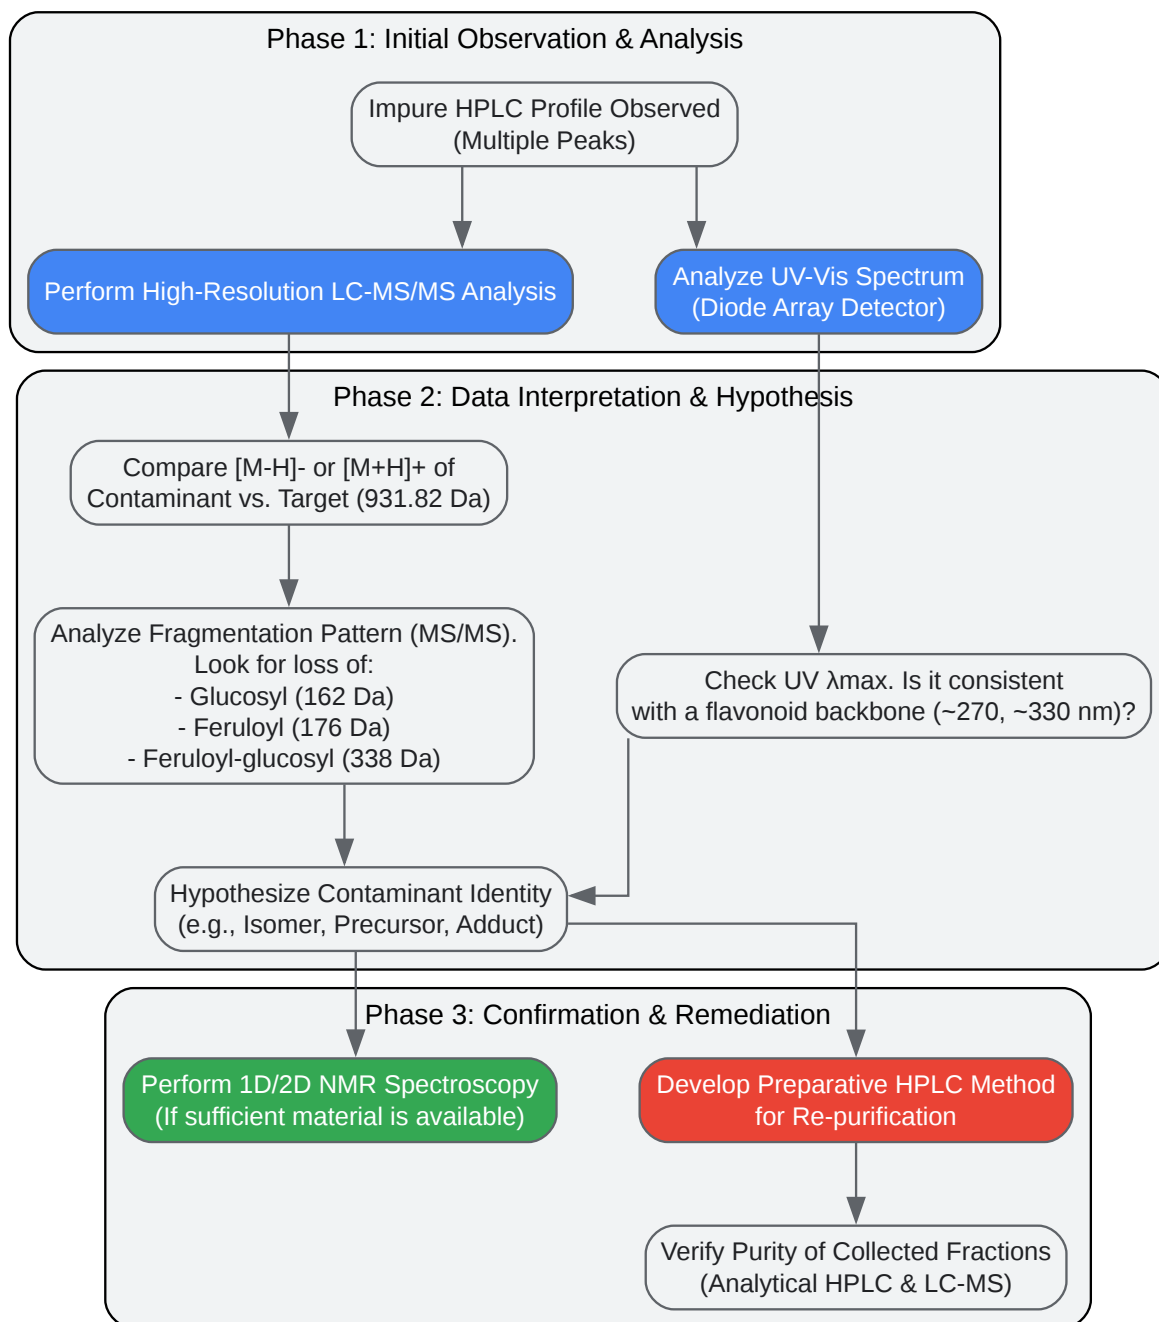 Phase 1: Initial Observation & Analysis
Impure HPLC Profile Observed
(Multiple Peaks)
Perform High-Resolution LC-MS/MS Analysis
Analyze UV-Vis Spectrum
(Diode Array Detector)
Phase 2: Data Interpretation & Hypothesis
Compare [M-H]- or [M+H]+ of
Contaminant vs. Target (931.82 Da)
Analyze Fragmentation Pattern (MS/MS).
Look for loss of:
- Glucosyl (162 Da)
- Feruloyl (176 Da)
- Feruloyl-glucosyl (338 Da)
Check UV λmax. Is it consistent
with a flavonoid backbone (~270, ~330 nm)?
Hypothesize Contaminant Identity
(e.g., Isomer, Precursor, Adduct)
Phase 3: Confirmation & Remediation
Perform 1D/2D NMR Spectroscopy
(If sufficient material is available)
Develop Preparative HPLC Method
for Re-purification
Verify Purity of Collected Fractions
(Analytical HPLC & LC-MS)